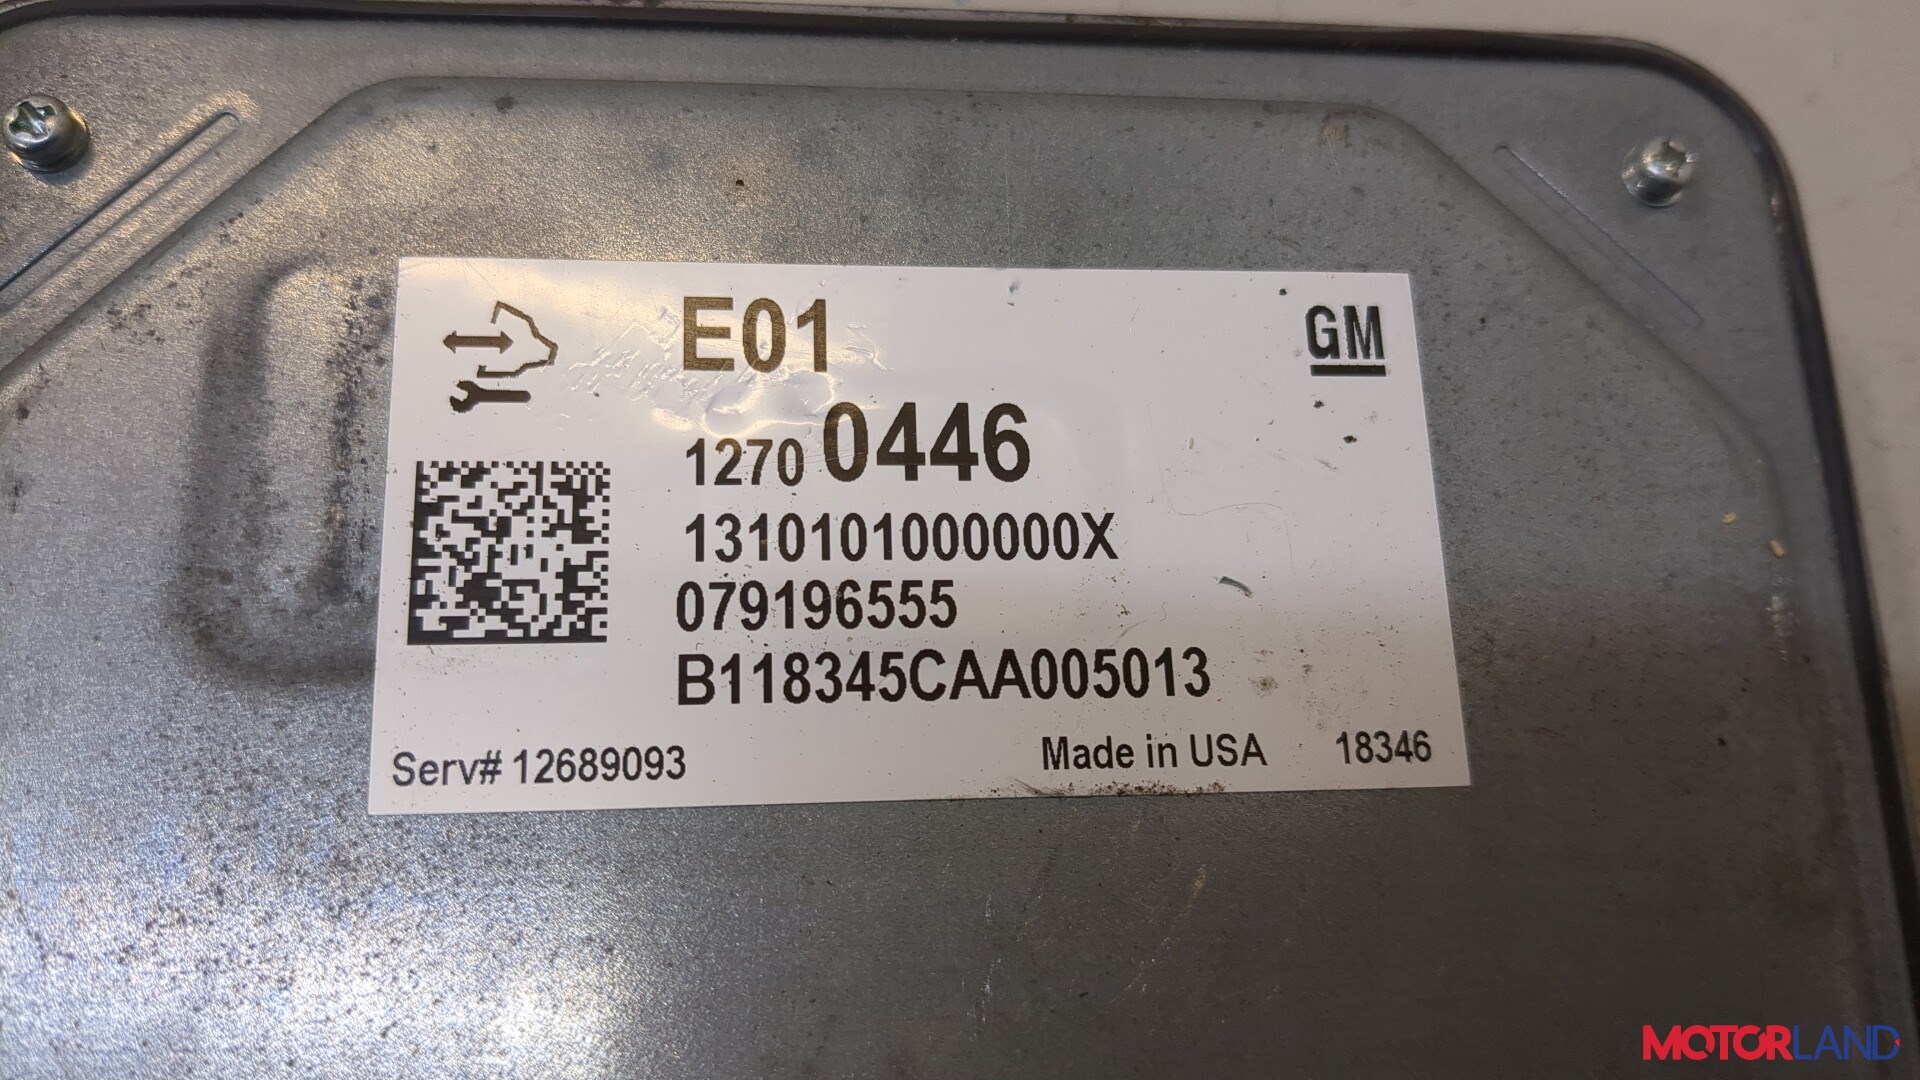 E01
GM
1270 0446
1310101000000X
079196555
B118345CAA005013
Serv# 12689093
Made in USA
18346
MOTORLAND